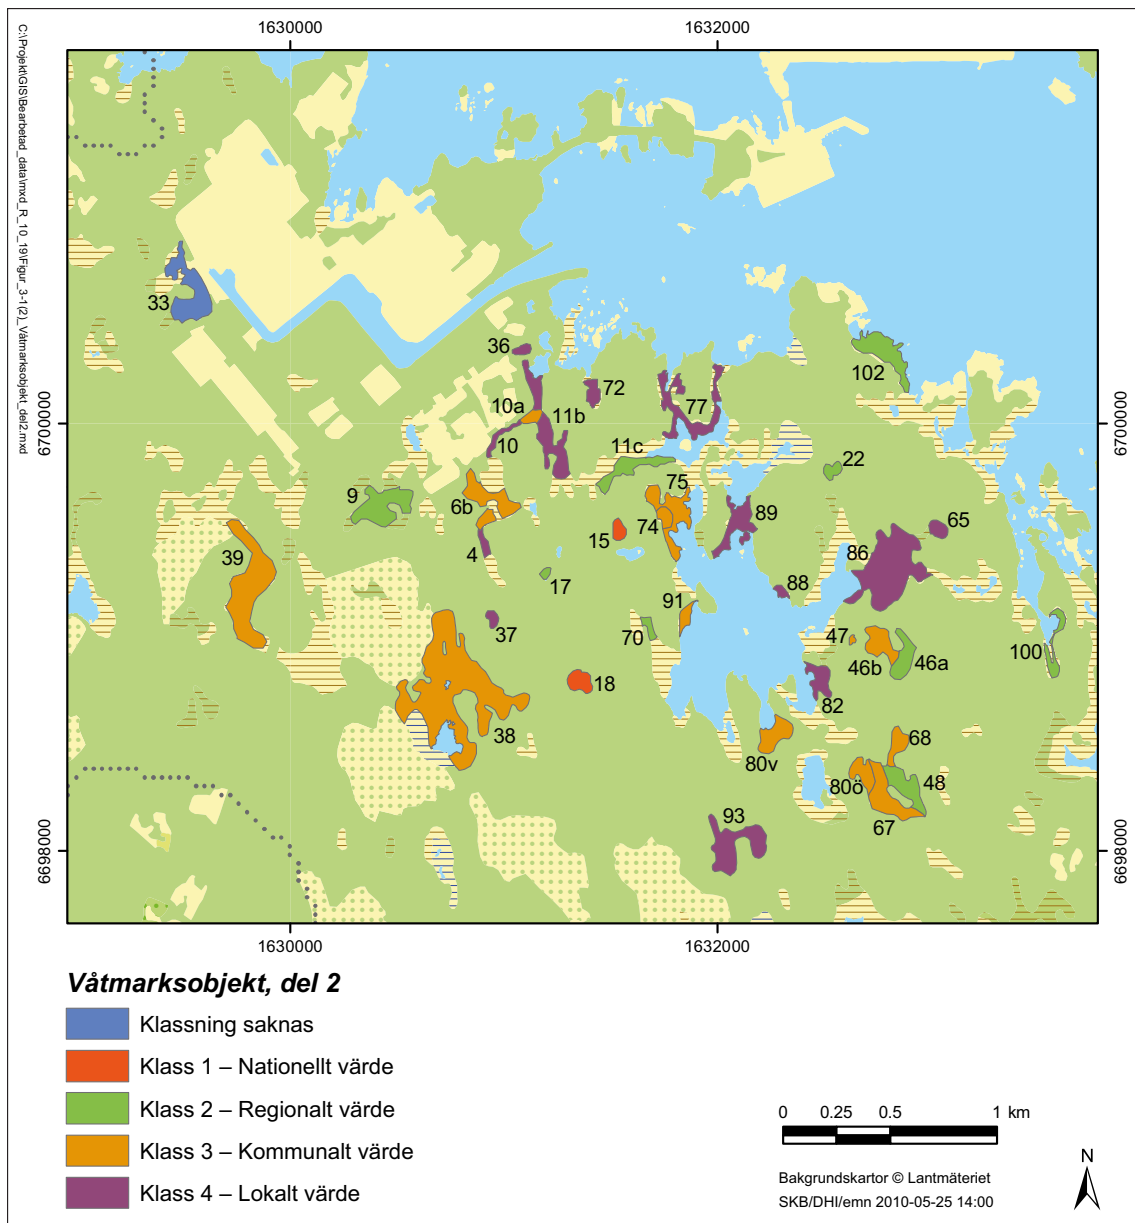 C:\Projekt\GIS\Bearbetad_data\mxd_R_10_19\Figur_3-1(2)_Våtmarksobjekt_del2.mxd
1630000
1632000
6700000
6700000
6698000
6698000
33
36
72
102
10a
11b
77
10
11c
22
9
75
6b
74
89
65
15
39
4
86
17
88
91
37
70
47
46b
46a
100
18
82
38
68
80v
80ö
48
67
93
1630000
1632000
Våtmarksobjekt, del 2
Klassning saknas
Klass 1 – Nationellt värde
Klass 2 – Regionalt värde
Klass 3 – Kommunalt värde
Klass 4 – Lokalt värde
0 0.25 0.5 1 km
Bakgrundskartor © Lantmäteriet
SKB/DHI/emn 2010-05-25 14:00
N